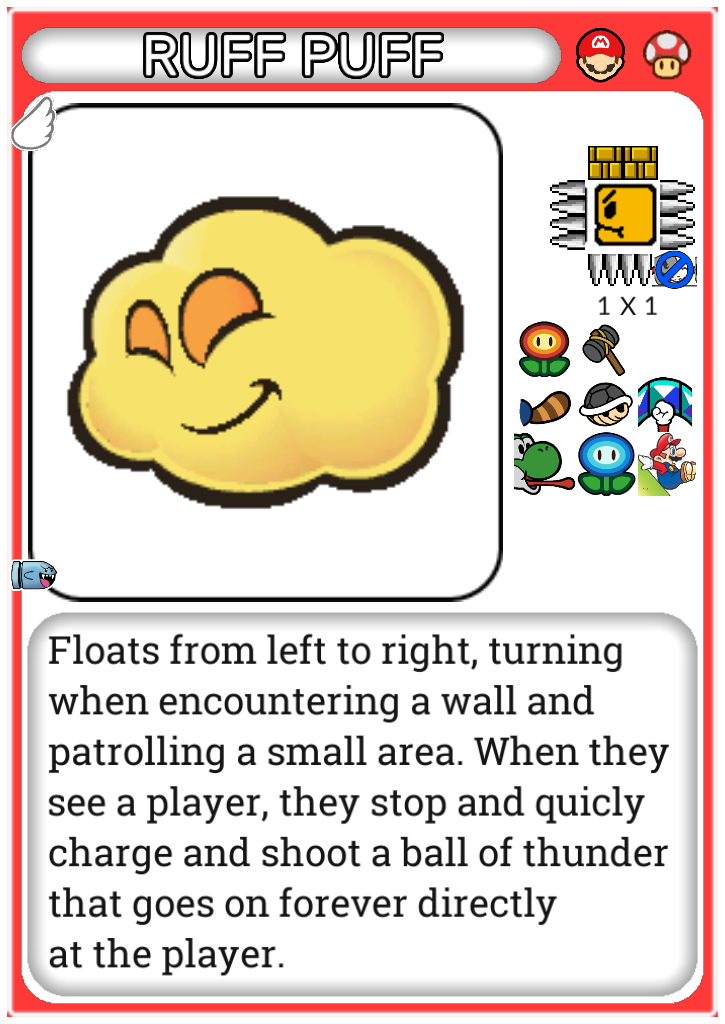 RUFF PUFF
1 X 1
Floats from left to right, turning
when encountering a wall and
patrolling a small area. When they
see a player, they stop and quicly
charge and shoot a ball of thunder
that goes on forever directly
at the player.